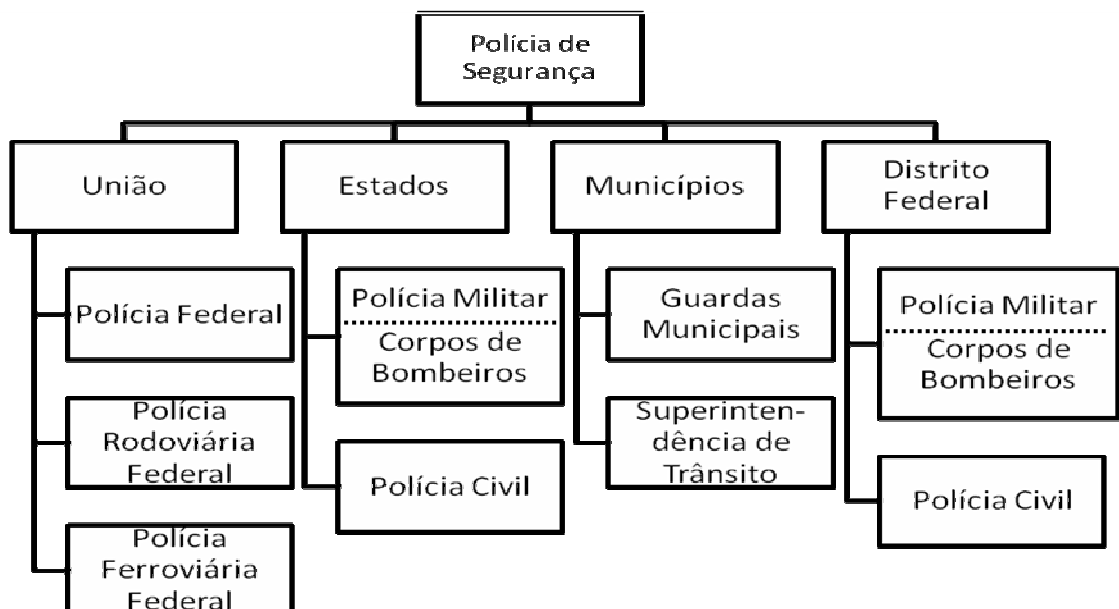 Polícia de
Segurança
União
Estados
Municípios
Distrito
Federal
Polícia Federal
Polícia
Rodoviária
Federal
Polícia
Ferroviária
Federal
Polícia Militar
Corpos de
Bombeiros
Polícia Civil
Guardas
Municipais
Superinten-
dência de
Trânsito
Polícia Militar
Corpos de
Bombeiros
Polícia Civil